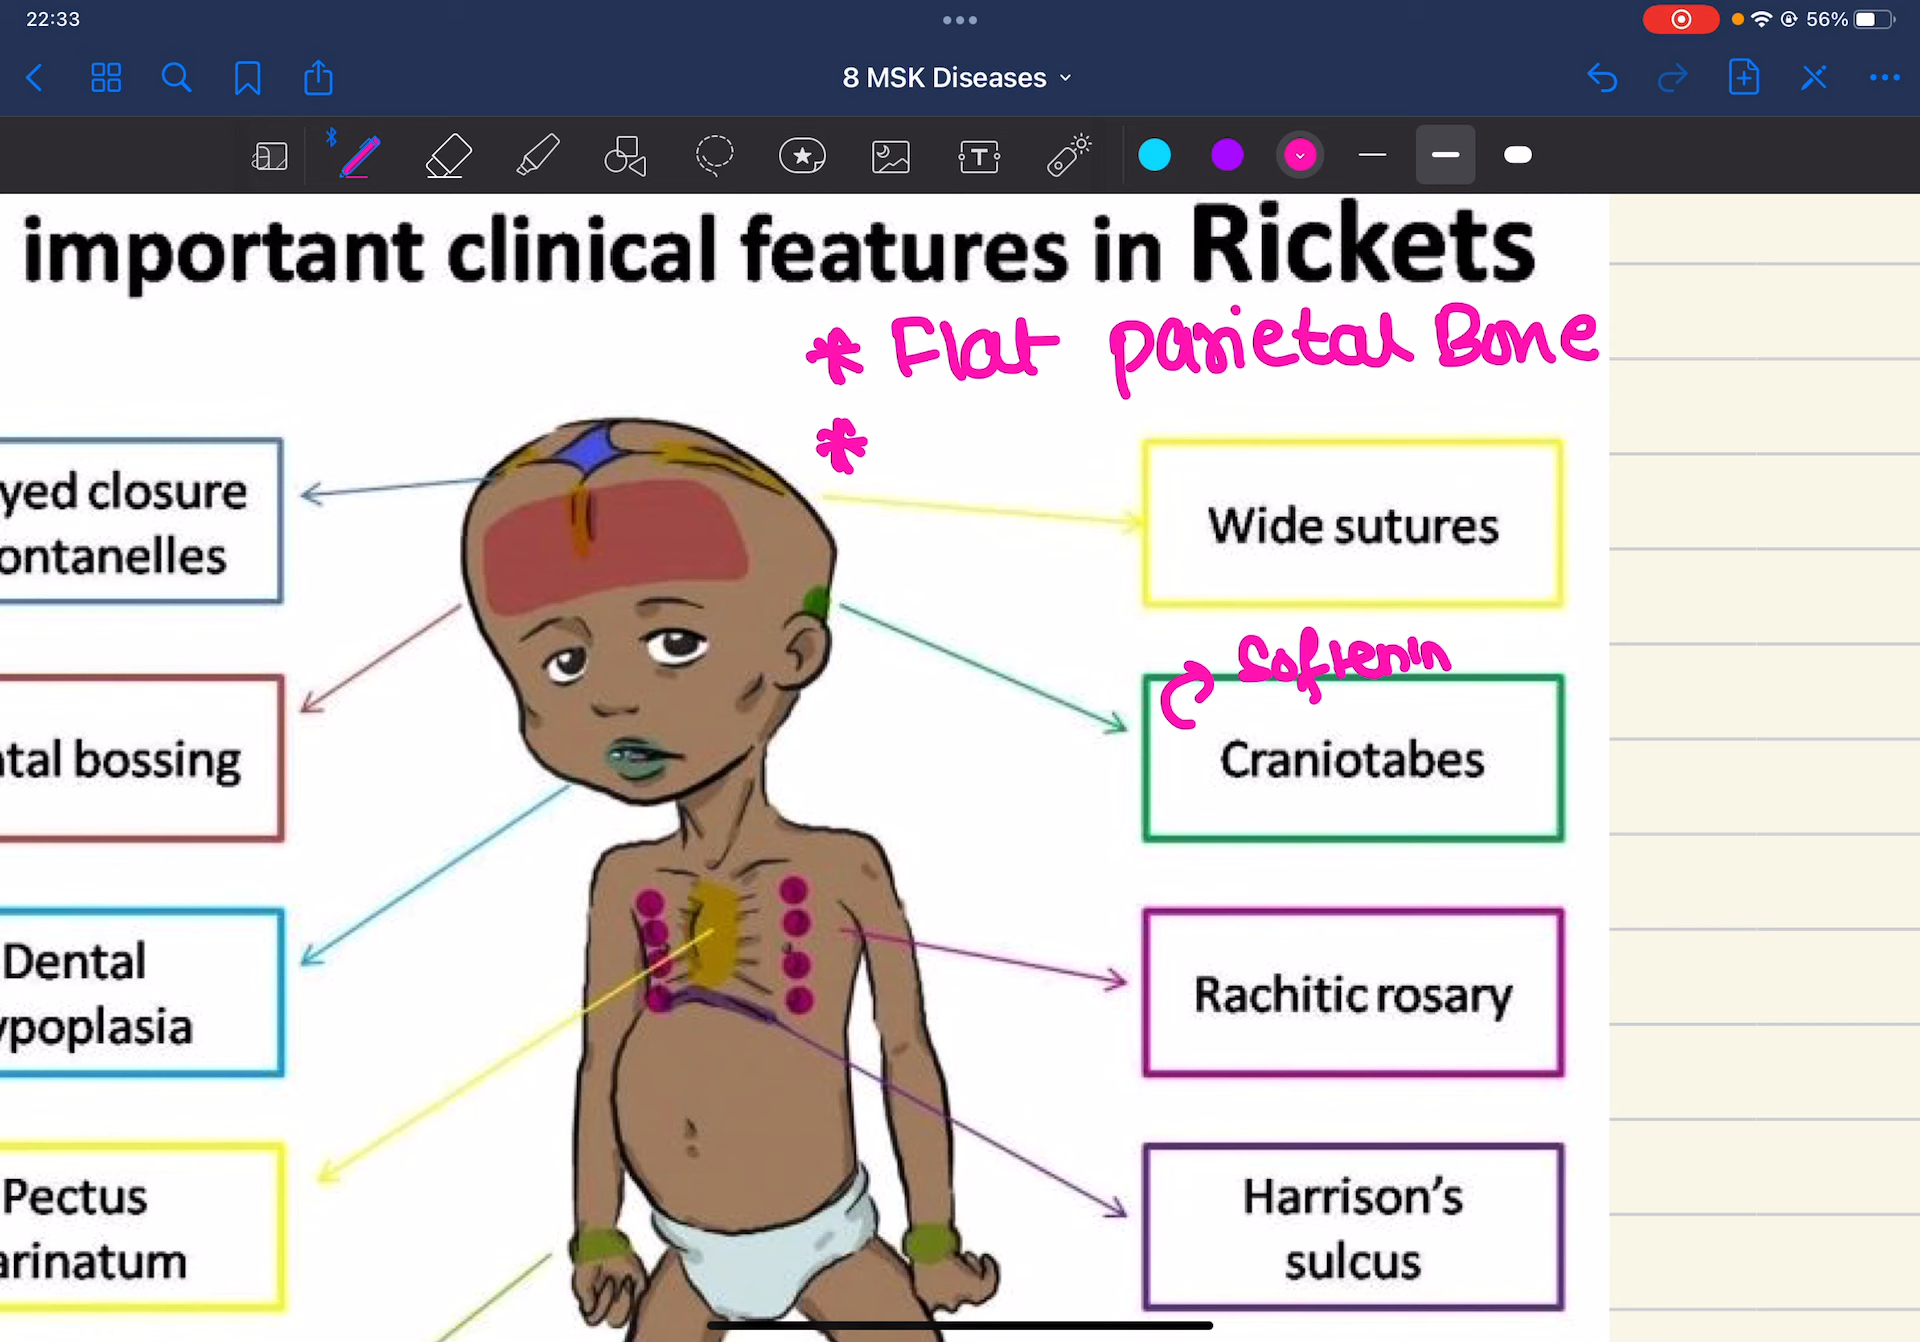 22:33
56%
8 MSK Diseases
T
important clinical features in Rickets
* Flat parietal Bone
*
yed closure
ontanelles
Wide sutures
Softenin
ntal bossing
Craniotabes
Dental
ypoplasia
Rachitic rosary
Pectus
arinatum
Harrison's
sulcus